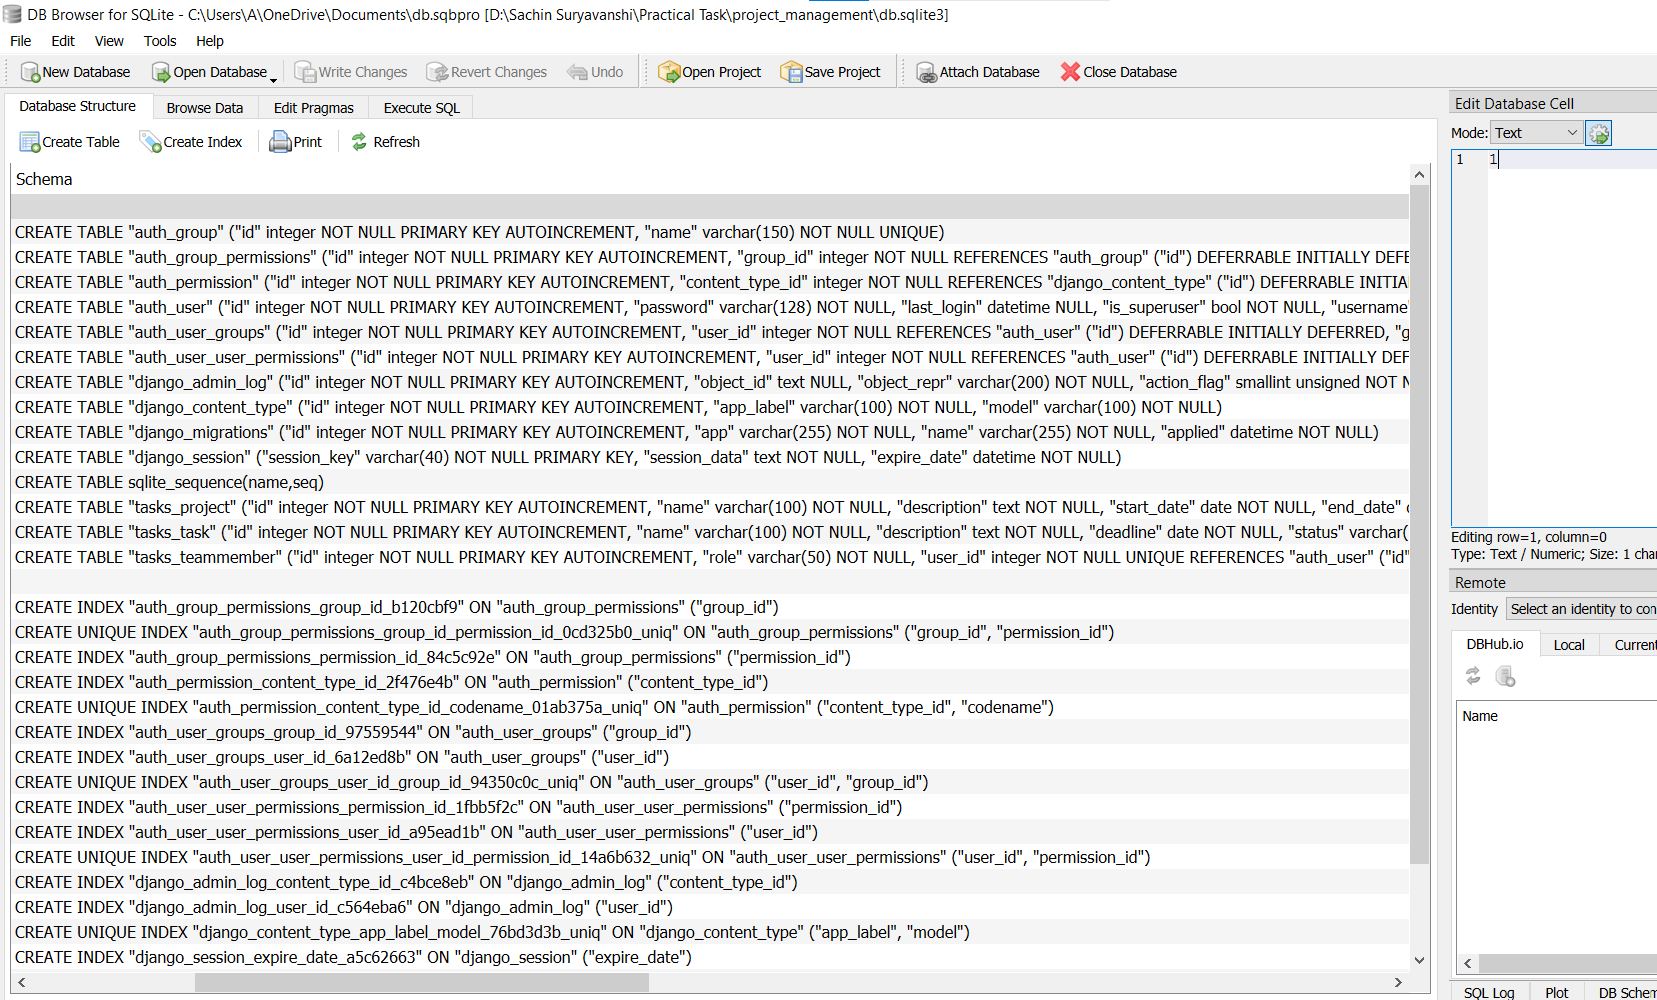 DB Browser for SQLite - C:\Users\A\OneDrive\Documents\db.sqbpro [D:\Sachin Suryavanshi\Practical Task\project_management\db.sqlite3]
File Edit View Tools Help
New Database Open Database Write Changes Revert Changes Undo Open Project Save Project Attach Database Close Database
Database Structure Browse Data Edit Pragmas Execute SQL
Create Table Create Index Print Refresh
Schema
CREATE TABLE "auth_group" ("id" integer NOT NULL PRIMARY KEY AUTOINCREMENT, "name" varchar(150) NOT NULL UNIQUE)
CREATE TABLE "auth_group_permissions" ("id" integer NOT NULL PRIMARY KEY AUTOINCREMENT, "group_id" integer NOT NULL REFERENCES "auth_group" ("id") DEFERRABLE INITIALLY DEFE
CREATE TABLE "auth_permission" ("id" integer NOT NULL PRIMARY KEY AUTOINCREMENT, "content_type_id" integer NOT NULL REFERENCES "django_content_type" ("id") DEFERRABLE INITIA
CREATE TABLE "auth_user" ("id" integer NOT NULL PRIMARY KEY AUTOINCREMENT, "password" varchar(128) NOT NULL, "last_login" datetime NULL, "is_superuser" bool NOT NULL, "username"
CREATE TABLE "auth_user_groups" ("id" integer NOT NULL PRIMARY KEY AUTOINCREMENT, "user_id" integer NOT NULL REFERENCES "auth_user" ("id") DEFERRABLE INITIALLY DEFERRED, "g
CREATE TABLE "auth_user_user_permissions" ("id" integer NOT NULL PRIMARY KEY AUTOINCREMENT, "user_id" integer NOT NULL REFERENCES "auth_user" ("id") DEFERRABLE INITIALLY DEF
CREATE TABLE "django_admin_log" ("id" integer NOT NULL PRIMARY KEY AUTOINCREMENT, "object_id" text NULL, "object_repr" varchar(200) NOT NULL, "action_flag" smallint unsigned NOT N
CREATE TABLE "django_content_type" ("id" integer NOT NULL PRIMARY KEY AUTOINCREMENT, "app_label" varchar(100) NOT NULL, "model" varchar(100) NOT NULL)
CREATE TABLE "django_migrations" ("id" integer NOT NULL PRIMARY KEY AUTOINCREMENT, "app" varchar(255) NOT NULL, "name" varchar(255) NOT NULL, "applied" datetime NOT NULL)
CREATE TABLE "django_session" ("session_key" varchar(40) NOT NULL PRIMARY KEY, "session_data" text NOT NULL, "expire_date" datetime NOT NULL)
CREATE TABLE sqlite_sequence(name,seq)
CREATE TABLE "tasks_project" ("id" integer NOT NULL PRIMARY KEY AUTOINCREMENT, "name" varchar(100) NOT NULL, "description" text NOT NULL, "start_date" date NOT NULL, "end_date"
CREATE TABLE "tasks_task" ("id" integer NOT NULL PRIMARY KEY AUTOINCREMENT, "name" varchar(100) NOT NULL, "description" text NOT NULL, "deadline" date NOT NULL, "status" varchar(
CREATE TABLE "tasks_teammember" ("id" integer NOT NULL PRIMARY KEY AUTOINCREMENT, "role" varchar(50) NOT NULL, "user_id" integer NOT NULL UNIQUE REFERENCES "auth_user" ("id"
CREATE INDEX "auth_group_permissions_group_id_b120cbf9" ON "auth_group_permissions" ("group_id")
CREATE UNIQUE INDEX "auth_group_permissions_group_id_permission_id_0cd325b0_uniq" ON "auth_group_permissions" ("group_id", "permission_id")
CREATE INDEX "auth_group_permissions_permission_id_84c5c92e" ON "auth_group_permissions" ("permission_id")
CREATE INDEX "auth_permission_content_type_id_2f476e4b" ON "auth_permission" ("content_type_id")
CREATE UNIQUE INDEX "auth_permission_content_type_id_codename_01ab375a_uniq" ON "auth_permission" ("content_type_id", "codename")
CREATE INDEX "auth_user_groups_group_id_97559544" ON "auth_user_groups" ("group_id")
CREATE INDEX "auth_user_groups_user_id_6a12ed8b" ON "auth_user_groups" ("user_id")
CREATE UNIQUE INDEX "auth_user_groups_user_id_group_id_94350c0c_uniq" ON "auth_user_groups" ("user_id", "group_id")
CREATE INDEX "auth_user_user_permissions_permission_id_1fbb5f2c" ON "auth_user_user_permissions" ("permission_id")
CREATE INDEX "auth_user_user_permissions_user_id_a95ead1b" ON "auth_user_user_permissions" ("user_id")
CREATE UNIQUE INDEX "auth_user_user_permissions_user_id_permission_id_14a6b632_uniq" ON "auth_user_user_permissions" ("user_id", "permission_id")
CREATE INDEX "django_admin_log_content_type_id_c4bce8eb" ON "django_admin_log" ("content_type_id")
CREATE INDEX "django_admin_log_user_id_c564eba6" ON "django_admin_log" ("user_id")
CREATE UNIQUE INDEX "django_content_type_app_label_model_76bd3d3b_uniq" ON "django_content_type" ("app_label", "model")
CREATE INDEX "django_session_expire_date_a5c62663" ON "django_session" ("expire_date")
Edit Database Cell
Mode: Text
1 1
Editing row=1, column=0
Type: Text / Numeric; Size: 1 char
Remote
Identity Select an identity to con
DBHub.io Local Current
Name
SQL Log Plot DB Schem